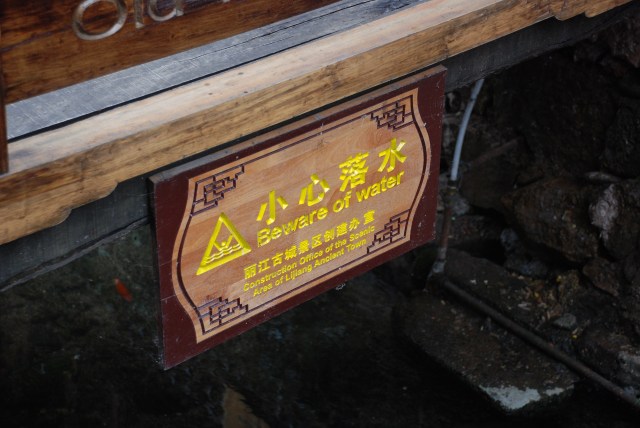 Old
小心落水
Beware of water
丽江古城景区创建办室
Construction Office of the Scenic
Area of Lijiang Ancient Town